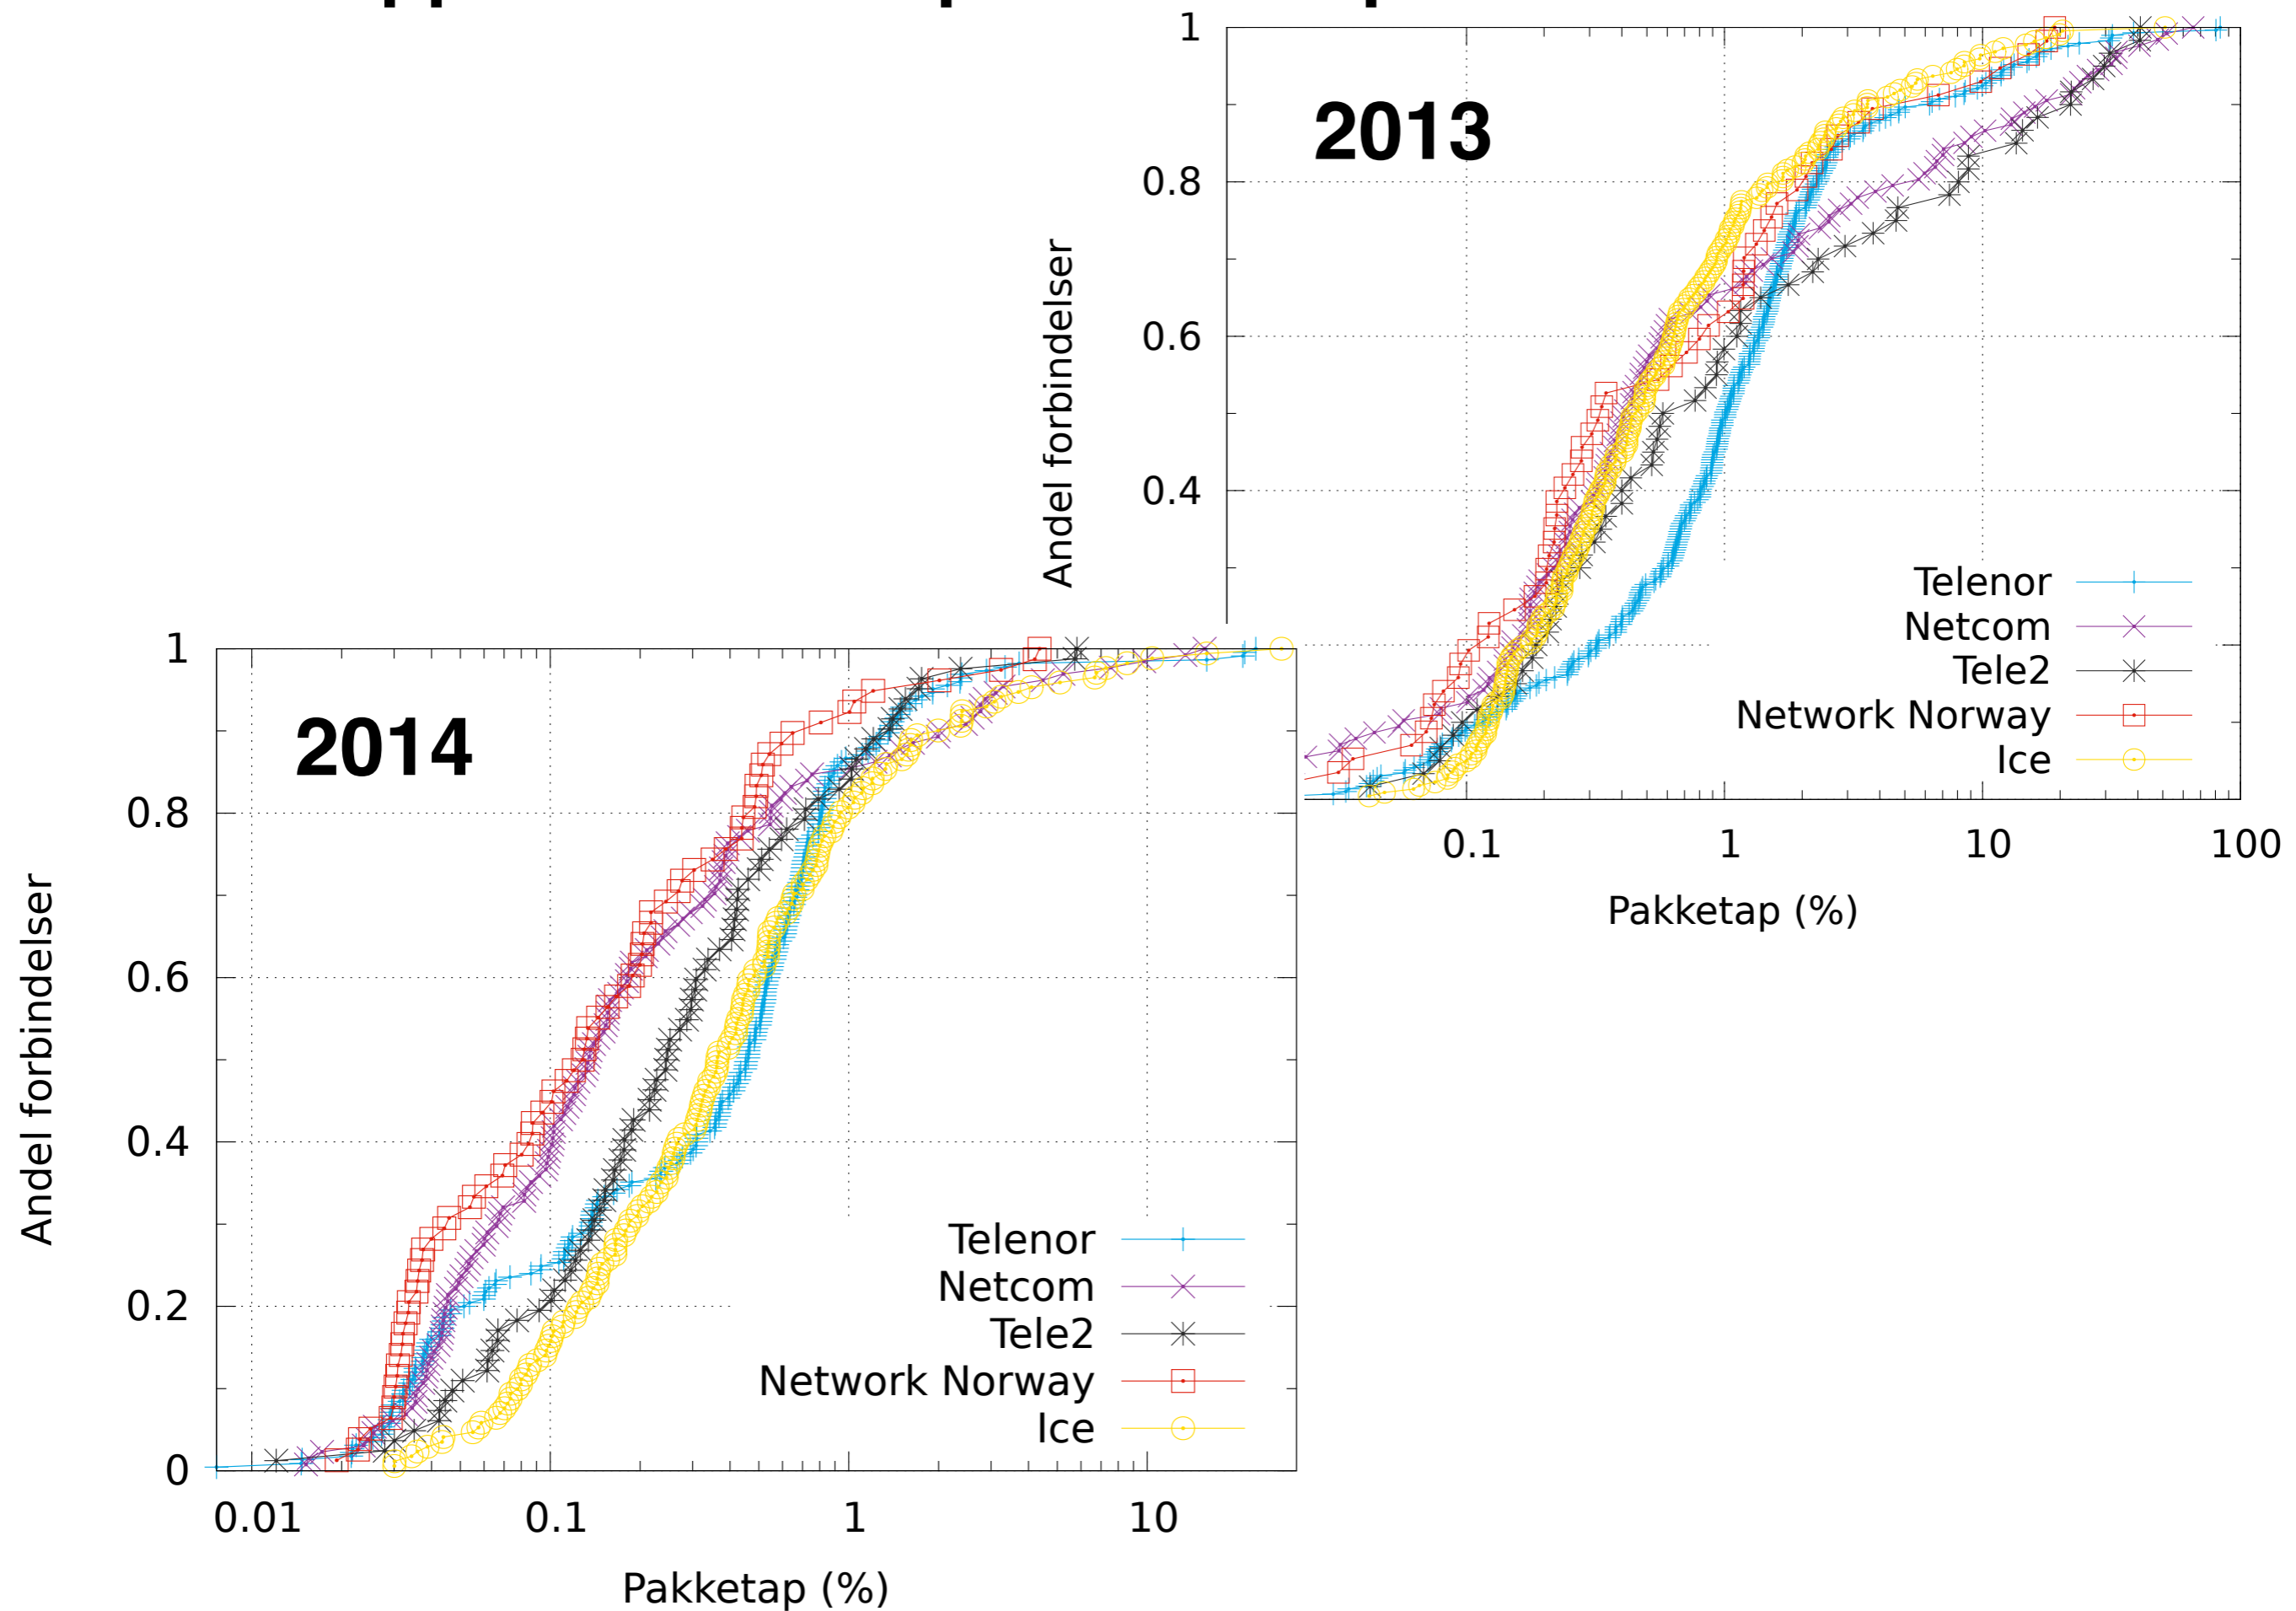 1
2013
0.8
Andel forbindelser
0.6
0.4
Telenor
Netcom
Tele2
Network Norway
Ice
0.1 1 10 100
Pakketap (%)
1
2014
0.8
Andel forbindelser
0.6
0.4
0.2
0
Telenor
Netcom
Tele2
Network Norway
Ice
0.01 0.1 1 10
Pakketap (%)